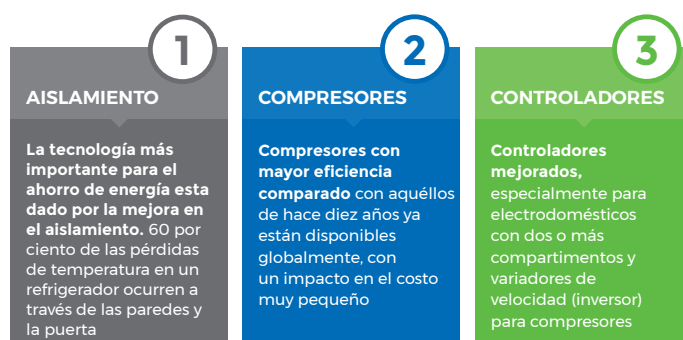 1
AISLAMIENTO
La tecnología más
importante para el
ahorro de energía esta
dado por la mejora en
el aislamiento. 60 por
ciento de las pérdidas
de temperatura en un
refrigerador ocurren a
través de las paredes y
la puerta
2
COMPRESORES
Compresores con
mayor eficiencia
comparado con aquéllos
de hace diez años ya
están disponibles
globalmente, con
un impacto en el costo
muy pequeño
3
CONTROLADORES
Controladores
mejorados,
especialmente para
electrodomésticos
con dos o más
compartimentos y
variadores de
velocidad (inversor)
para compresores